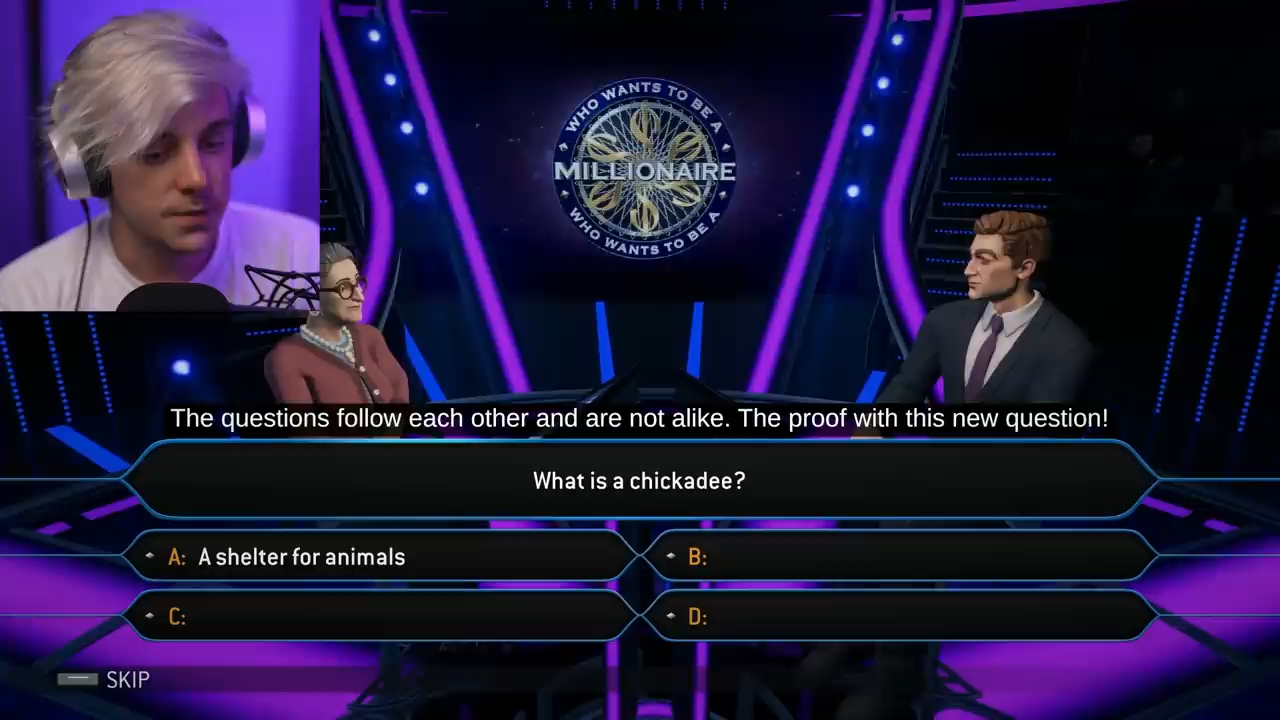 WHO WANTS TO BE A
MILLIONAIRE
WHO WANTS TO BE A
The questions follow each other and are not alike. The proof with this new question!
What is a chickadee?
A: A shelter for animals
B:
C:
D:
SKIP